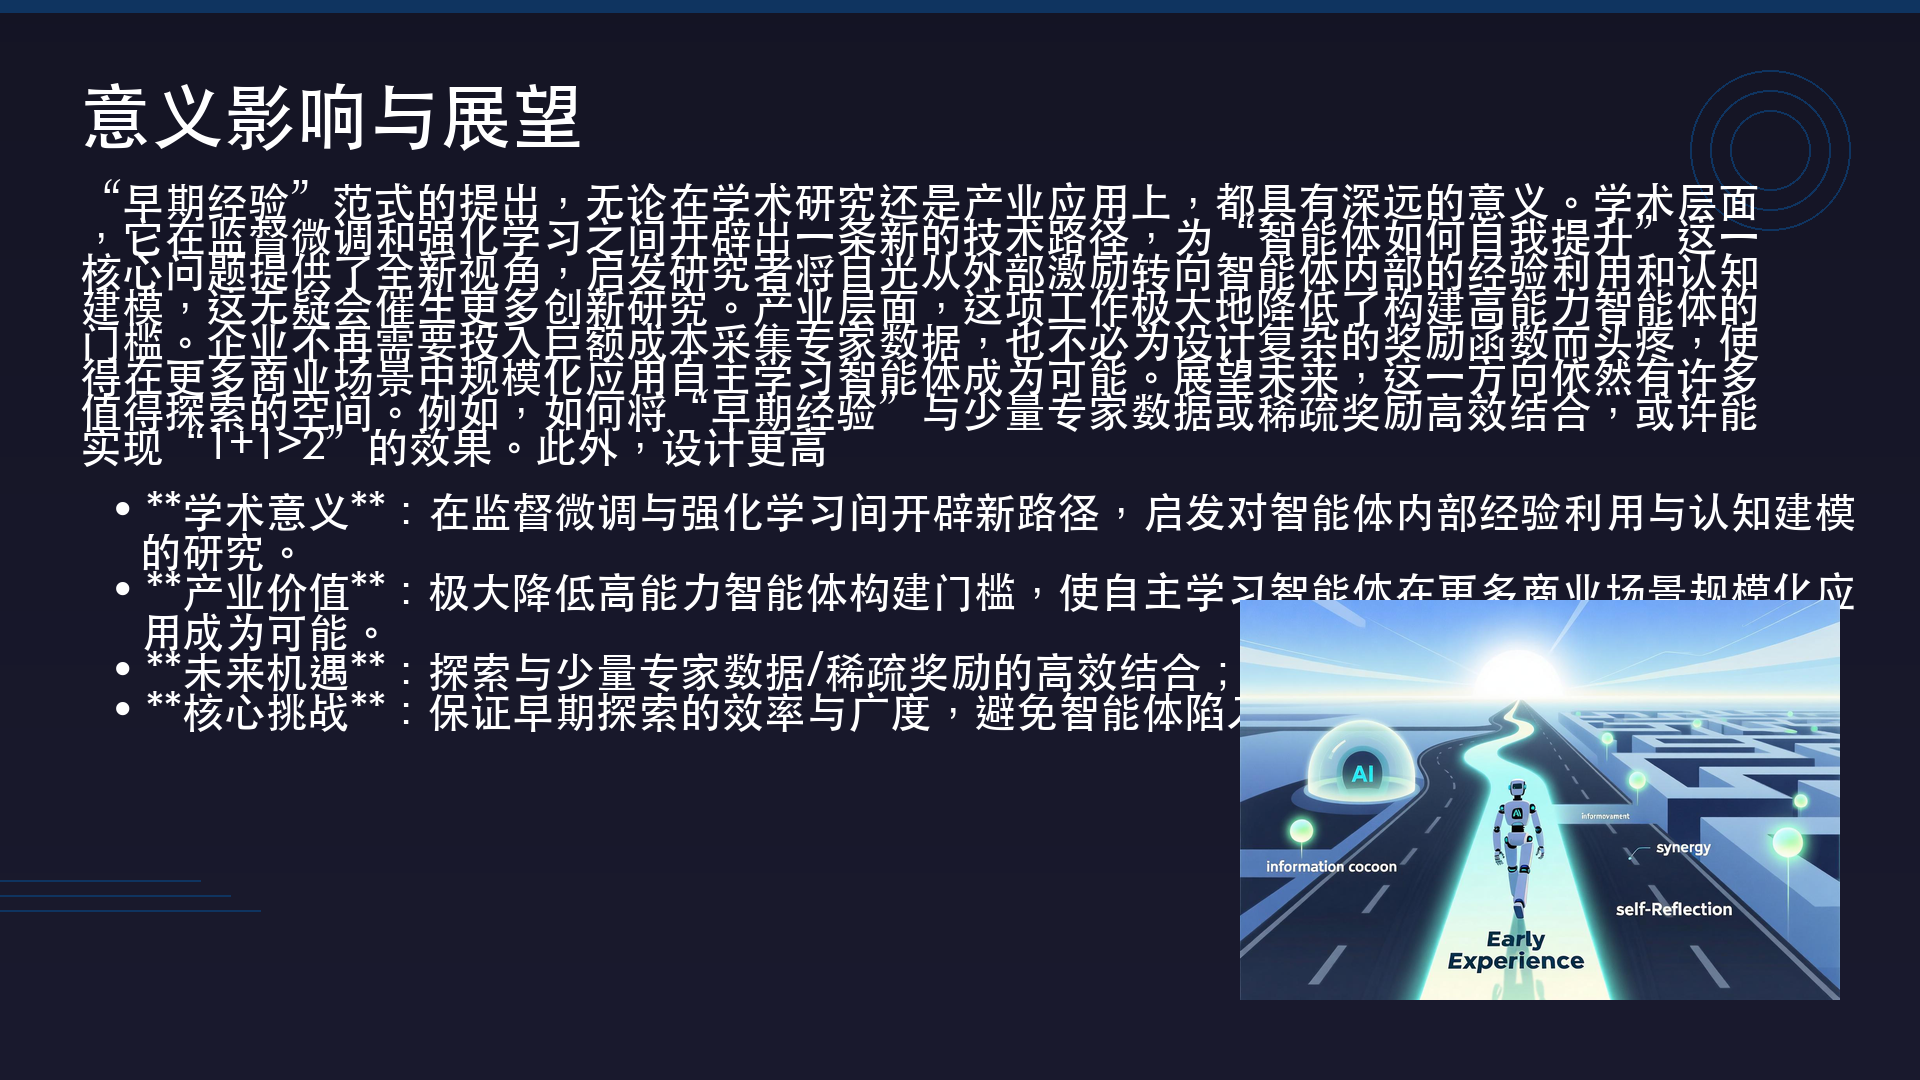 意义影响与展望
“早期经验”范式的提出，无论在学术研究还是产业应用上，都具有深远的意义。学术层面
，它在监督微调和强化学习之间开辟出一条新的技术路径，为“智能体如何自我提升”这一
核心问题提供了全新视角，启发研究者将目光从外部激励转向智能体内部的经验利用和认知
建模，这无疑会催生更多创新研究。产业层面，这项工作极大地降低了构建高能力智能体的
门槛。企业不再需要投入巨额成本采集专家数据，也不必为设计复杂的奖励函数而头疼，使
得在更多商业场景中规模化应用自主学习智能体成为可能。展望未来，这一方向依然有许多
值得探索的空间。例如，如何将“早期经验”与少量专家数据或稀疏奖励高效结合，或许能
实现“1+1>2”的效果。此外，设计更高
• **学术意义**：在监督微调与强化学习间开辟新路径，启发对智能体内部经验利用与认知建模
的研究。
• **产业价值**：极大降低高能力智能体构建门槛，使自主学习智能体在更多商业场景规模化应
用成为可能。
• **未来机遇**：探索与少量专家数据/稀疏奖励的高效结合；
• **核心挑战**：保证早期探索的效率与广度，避免智能体陷
AI
informovament
synergy
information cocoon
self-Reflection
Early
Experience